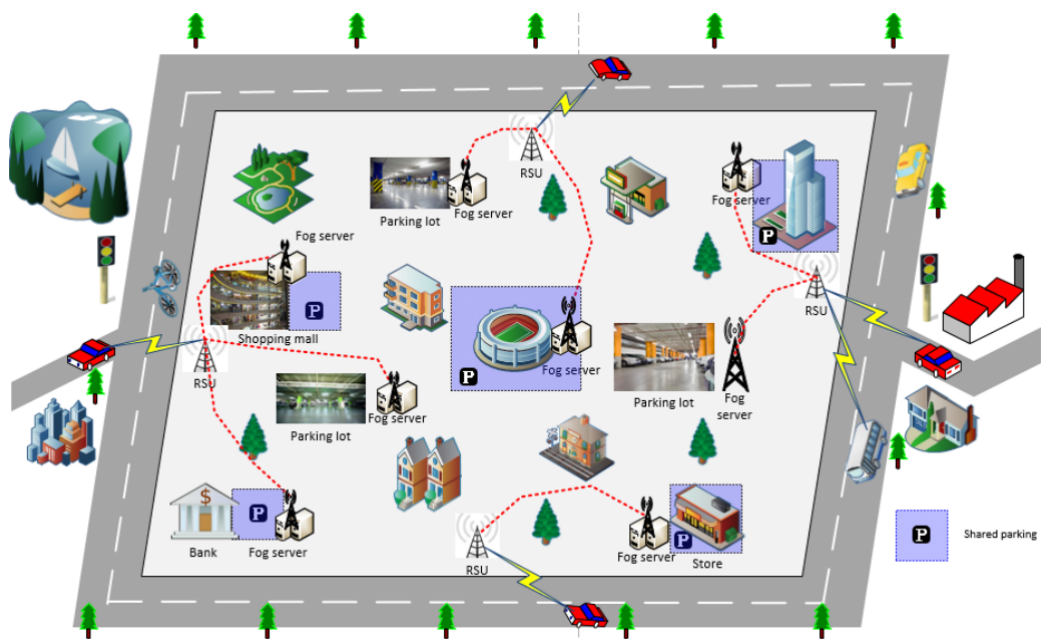 RSU
Parking lot
Fog server
Fog server
P
Fog server
P
Shopping mall
RSU
RSU
P
Fog server
Parking lot
Fog
server
Parking lot
Fog server
P
Bank
Fog server
RSU
P
Fog server
Store
P
Shared parking
$